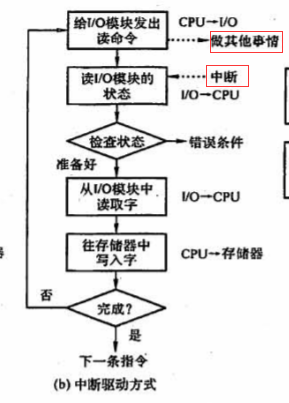 给I/O模块发出
读命令
CPU→I/O
做其他事情
读I/O模块的
状态
中断
I/O→CPU
检查状态
错误条件
准备好
从I/O模块中
读取字
I/O→CPU
往存储器中
写入字
CPU→存储器
器
否
完成?
是
下一条指令
(b) 中断驱动方式